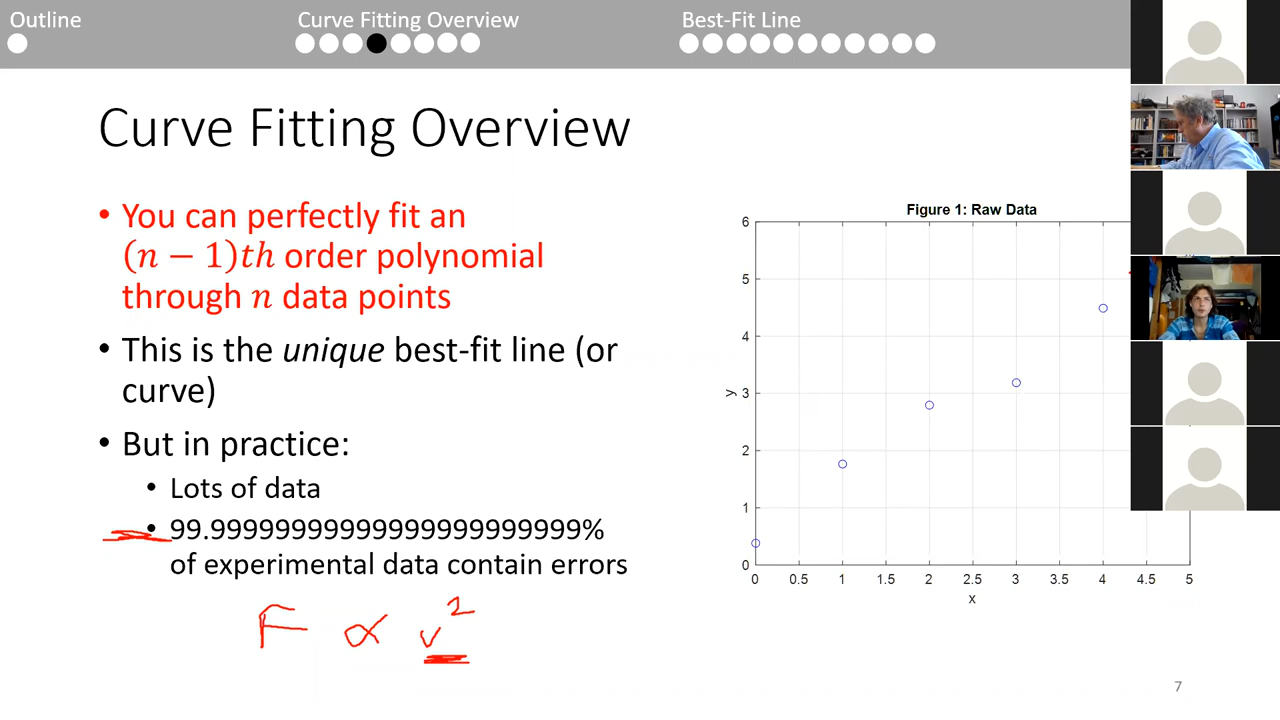 Outline
Curve Fitting Overview
Best-Fit Line
Curve Fitting Overview
• You can perfectly fit an
(n − 1)th order polynomial
through n data points
• This is the unique best-fit line (or
curve)
• But in practice:
• Lots of data
F ∝ v²
of experimental data contain errors
Figure 1: Raw Data
6
5
4
3
2
1
0
y
0 0.5 1 1.5 2 2.5 3 3.5 4 4.5 5
x
7